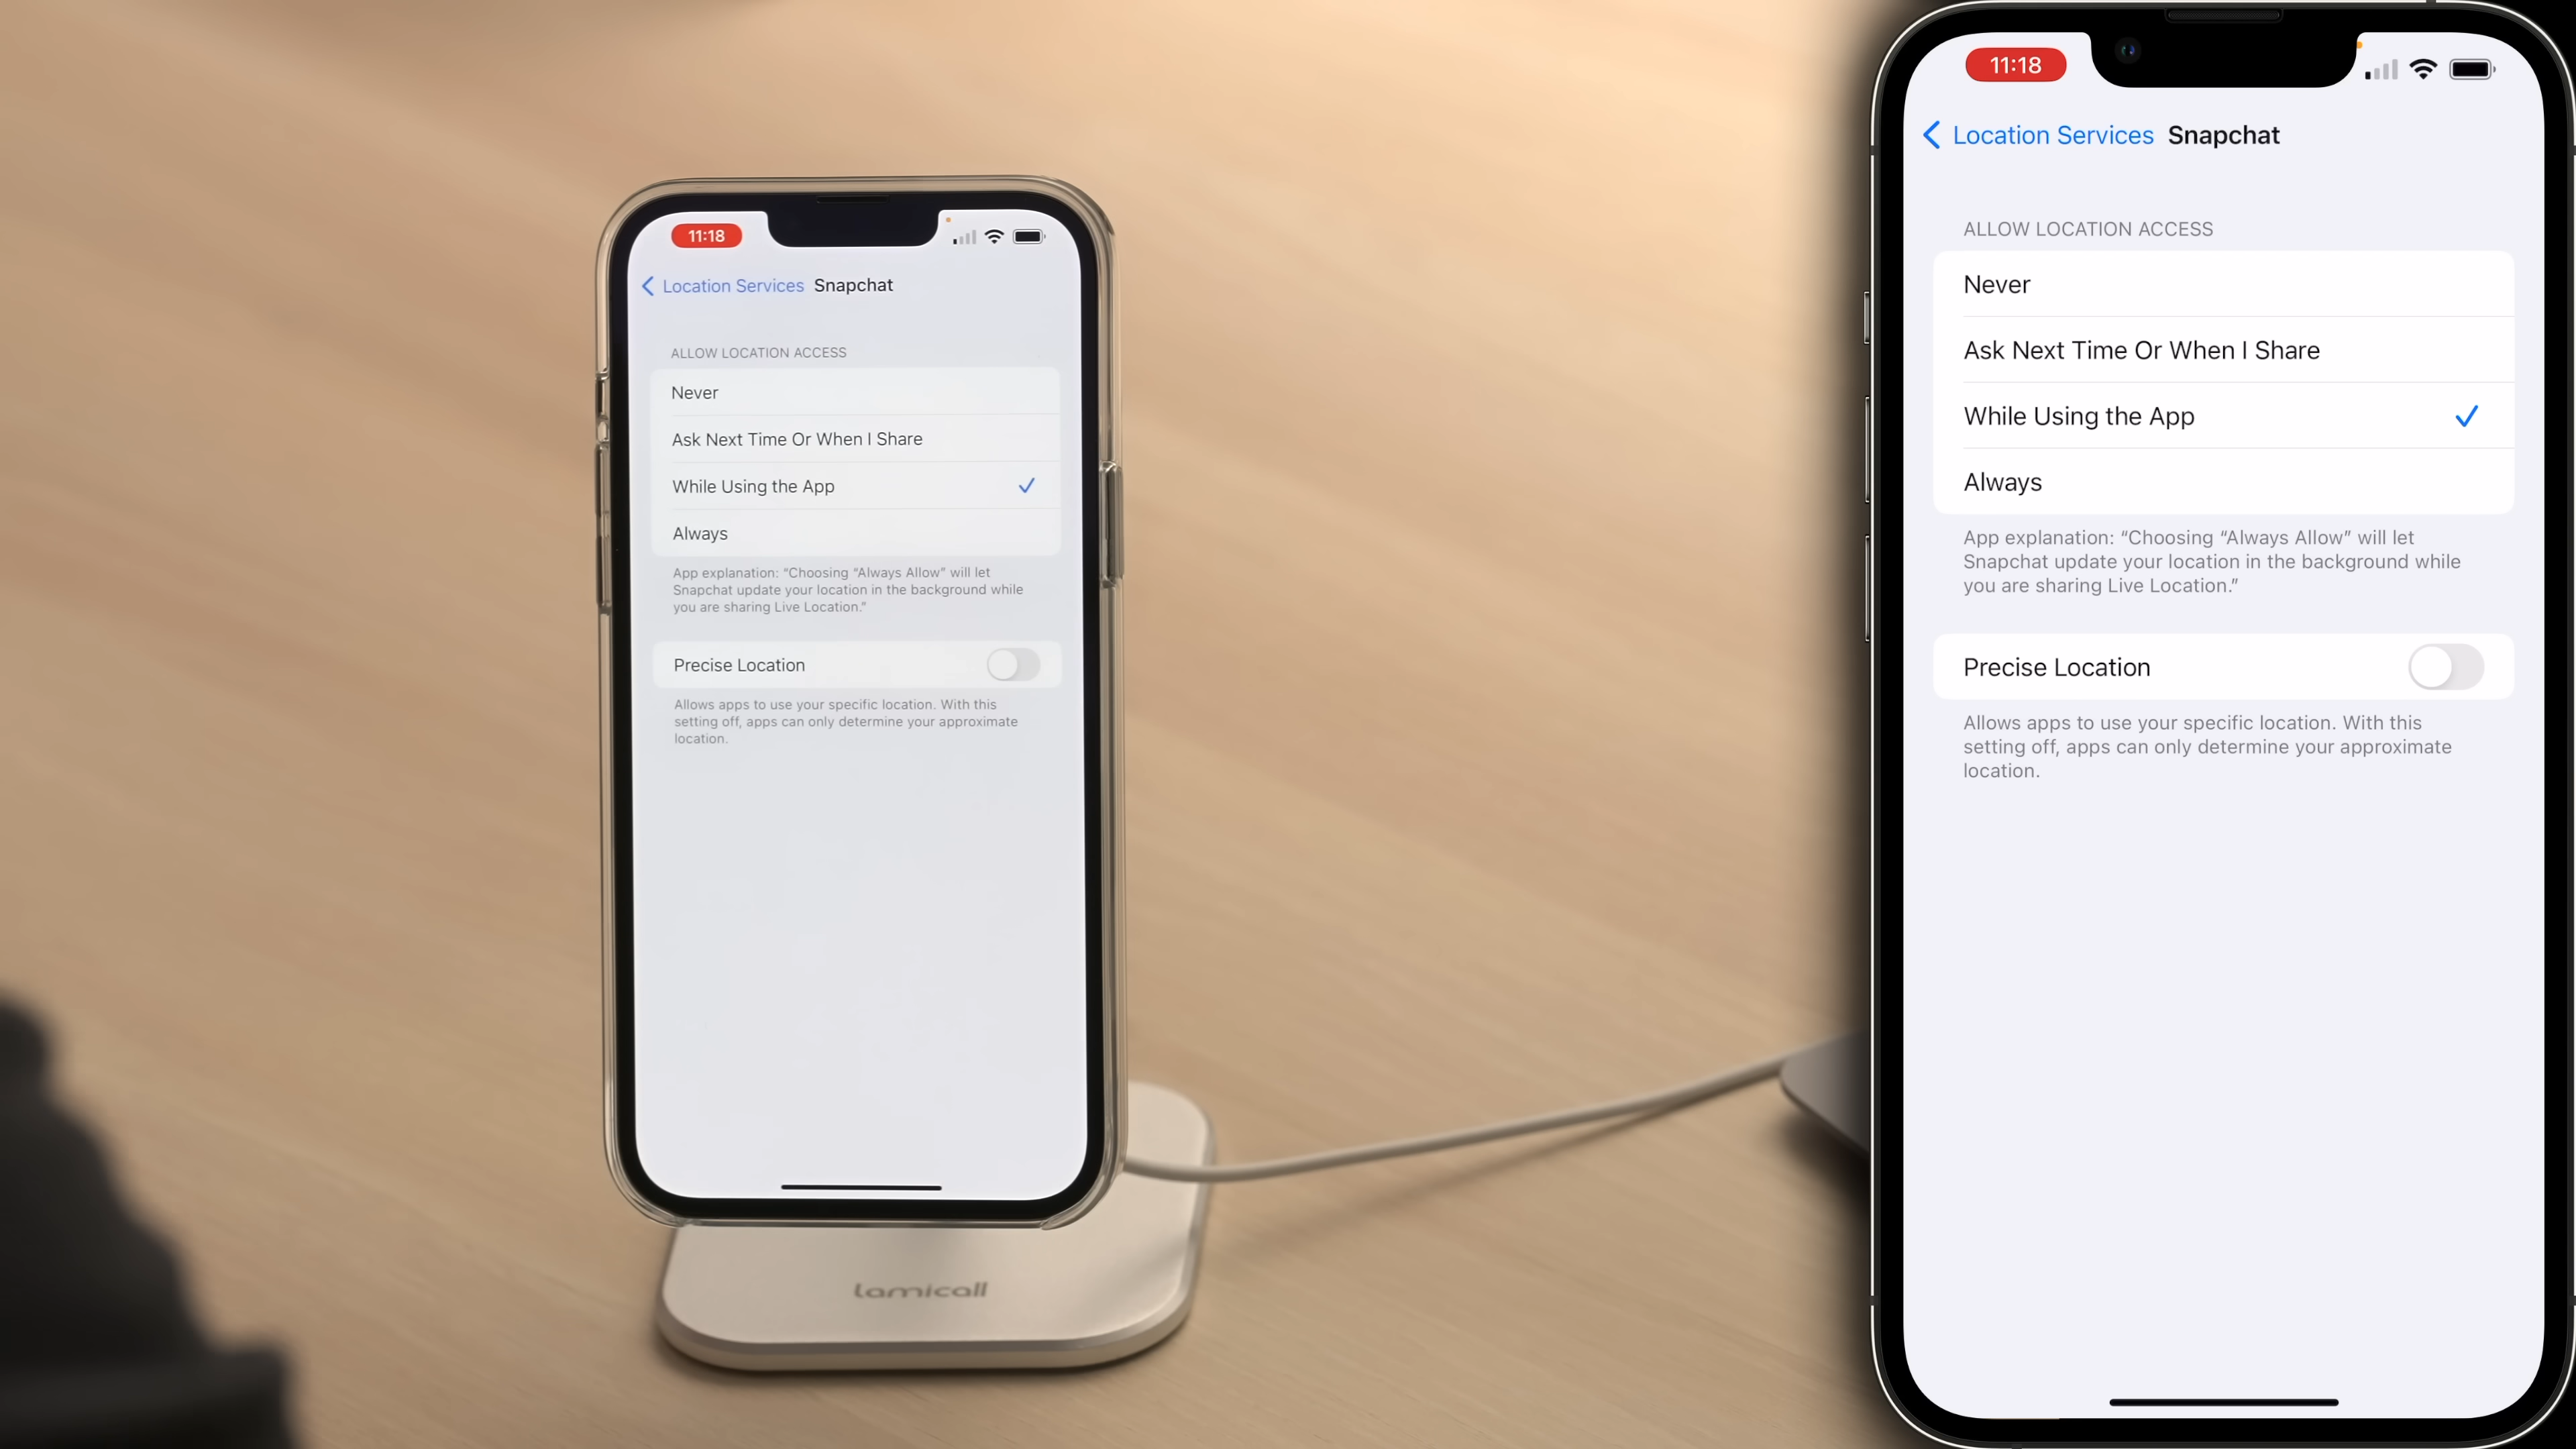 11:18
Location Services Snapchat
ALLOW LOCATION ACCESS
Never
Ask Next Time Or When I Share
While Using the App
Always
App explanation: “Choosing “Always Allow” will let
Snapchat update your location in the background while
you are sharing Live Location.”
Precise Location
Allows apps to use your specific location. With this
setting off, apps can only determine your approximate
location.
lamicall
11:18
Location Services Snapchat
ALLOW LOCATION ACCESS
Never
Ask Next Time Or When I Share
While Using the App
Always
App explanation: “Choosing “Always Allow” will let
Snapchat update your location in the background while
you are sharing Live Location.”
Precise Location
Allows apps to use your specific location. With this
setting off, apps can only determine your approximate
location.